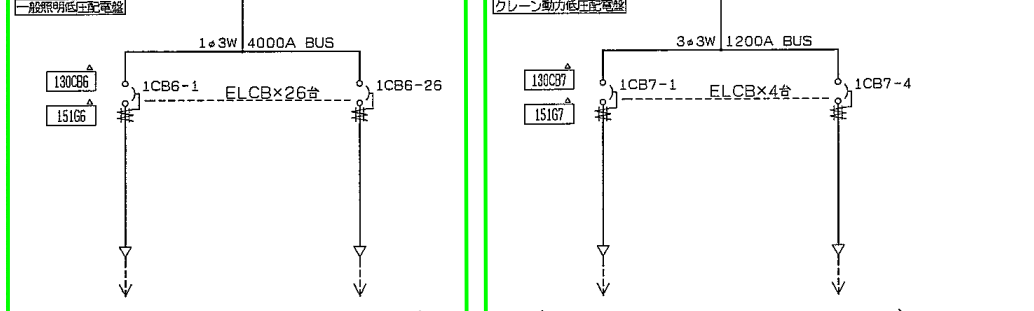 一般照明低圧配電盤
1φ3W 4000A BUS
130CB6
151G6
1CB6-1
ELCB×26台
1CB6-26
クレーン動力低圧配電盤
3φ3W 1200A BUS
130CB7
151G7
1CB7-1
ELCB×4台
1CB7-4